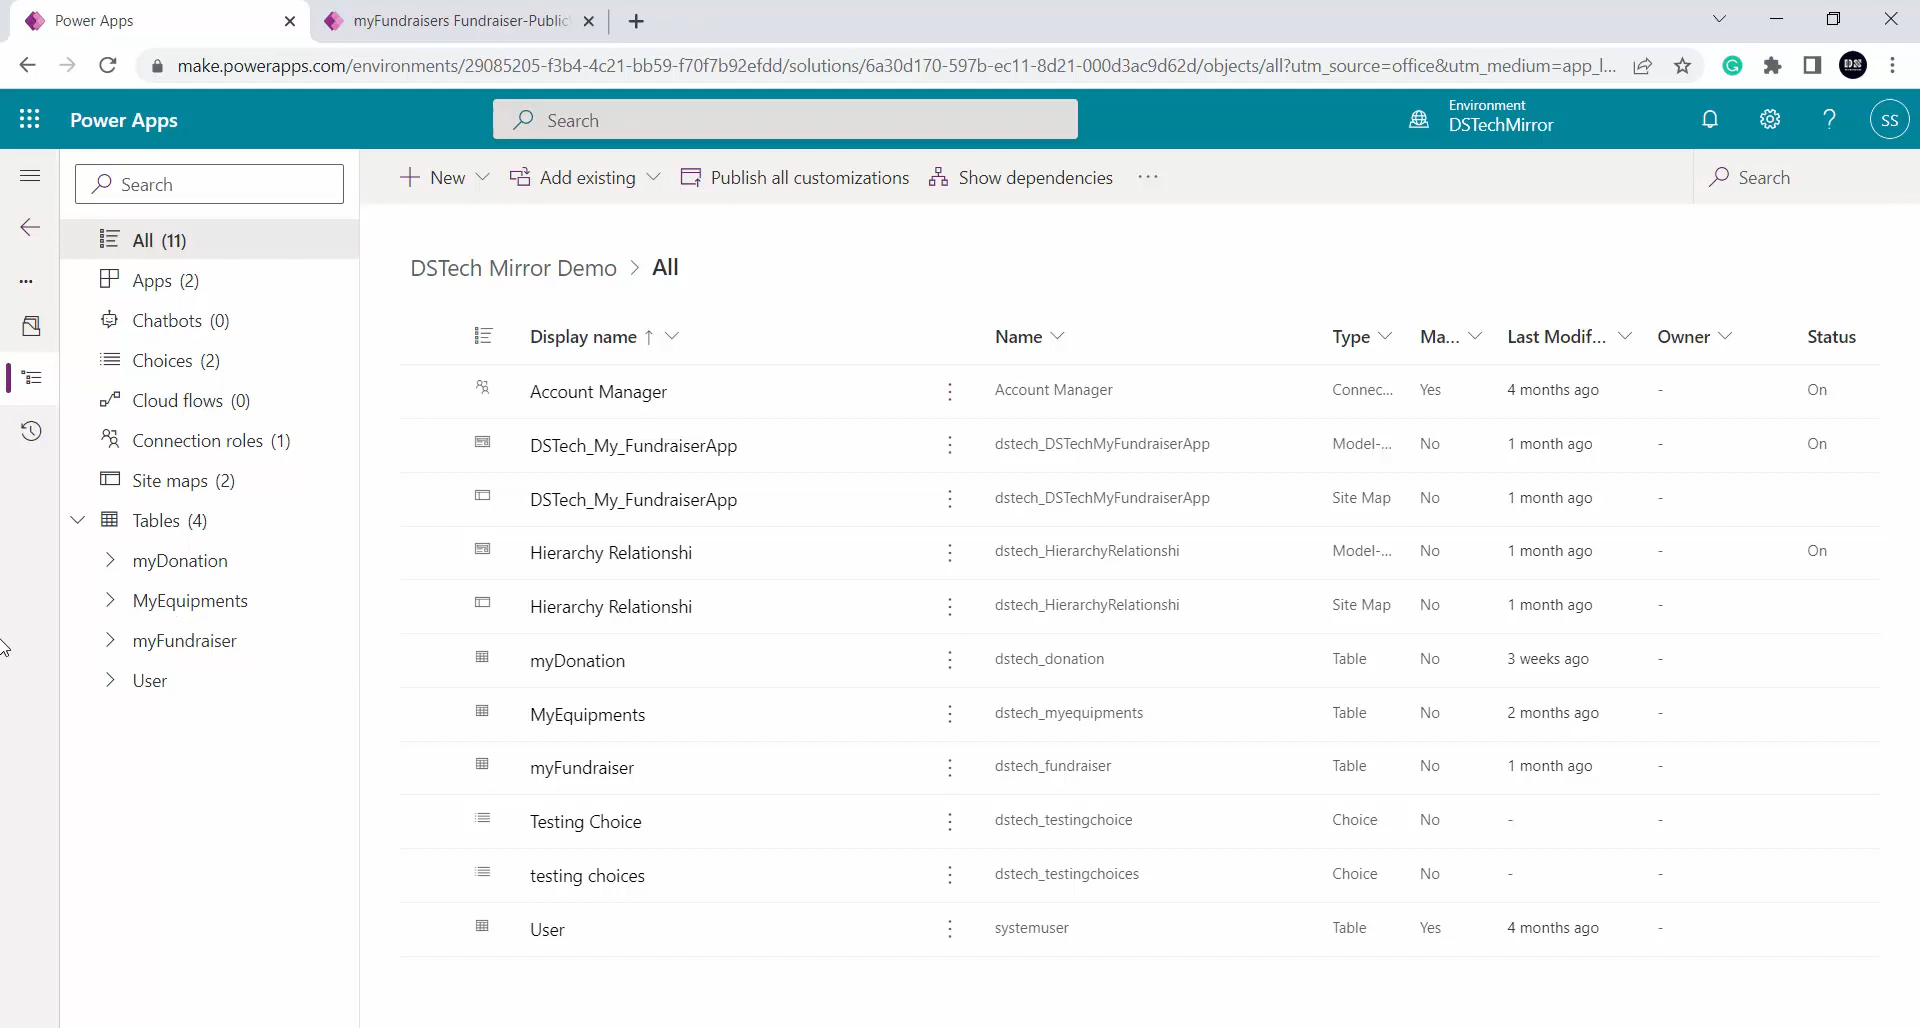 Power Apps
myFundraisers Fundraiser-Public
make.powerapps.com/environments/29085205-f3b4-4c21-bb59-f70f7b92efdd/solutions/6a30d170-597b-ec11-8d21-000d3ac9d62d/objects/all?utm_source=office&utm_medium=app_l...
Power Apps
Search
Environment
DSTechMirror
SS
Search
New
Add existing
Publish all customizations
Show dependencies
Search
All (11)
Apps (2)
Chatbots (0)
Choices (2)
Cloud flows (0)
Connection roles (1)
Site maps (2)
Tables (4)
myDonation
MyEquipments
myFundraiser
User
DSTech Mirror Demo > All
Display name ↑ Name Type Ma... Last Modif... Owner Status
Account Manager Account Manager Connec... Yes 4 months ago - On
DSTech_My_FundraiserApp dstech_DSTechMyFundraiserApp Model-... No 1 month ago - On
DSTech_My_FundraiserApp dstech_DSTechMyFundraiserApp Site Map No 1 month ago -
Hierarchy Relationshi dstech_HierarchyRelationshi Model-... No 1 month ago - On
Hierarchy Relationshi dstech_HierarchyRelationshi Site Map No 1 month ago -
myDonation dstech_donation Table No 3 weeks ago -
MyEquipments dstech_myequipments Table No 2 months ago -
myFundraiser dstech_fundraiser Table No 1 month ago -
Testing Choice dstech_testingchoice Choice No - -
testing choices dstech_testingchoices Choice No - -
User systemuser Table Yes 4 months ago -